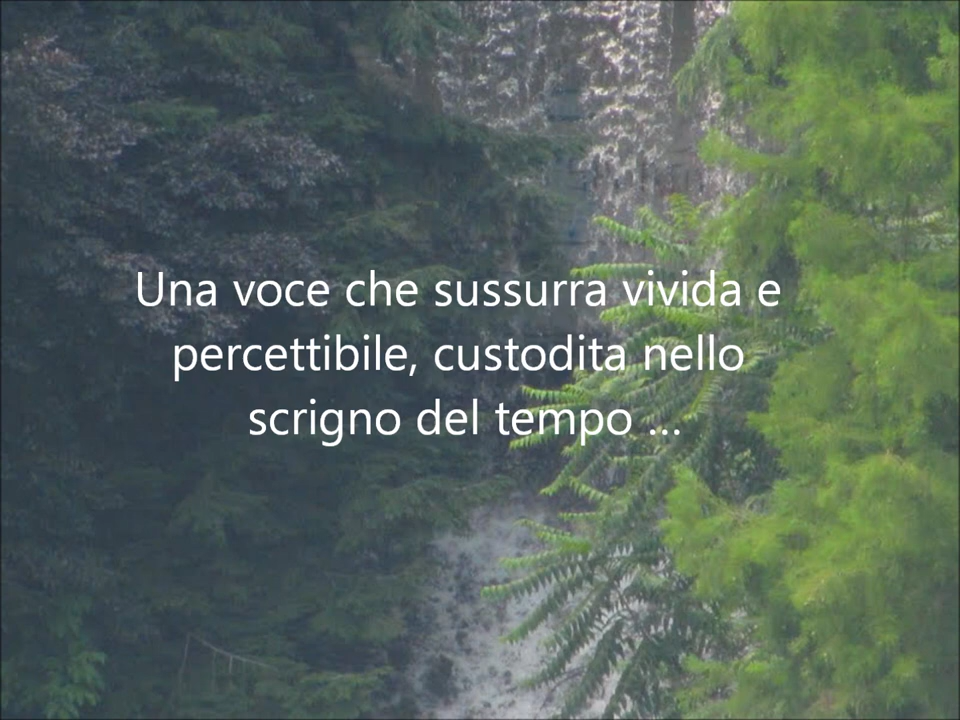 Una voce che sussurra vivida e
percettibile, custodita nello
scrigno del tempo ...